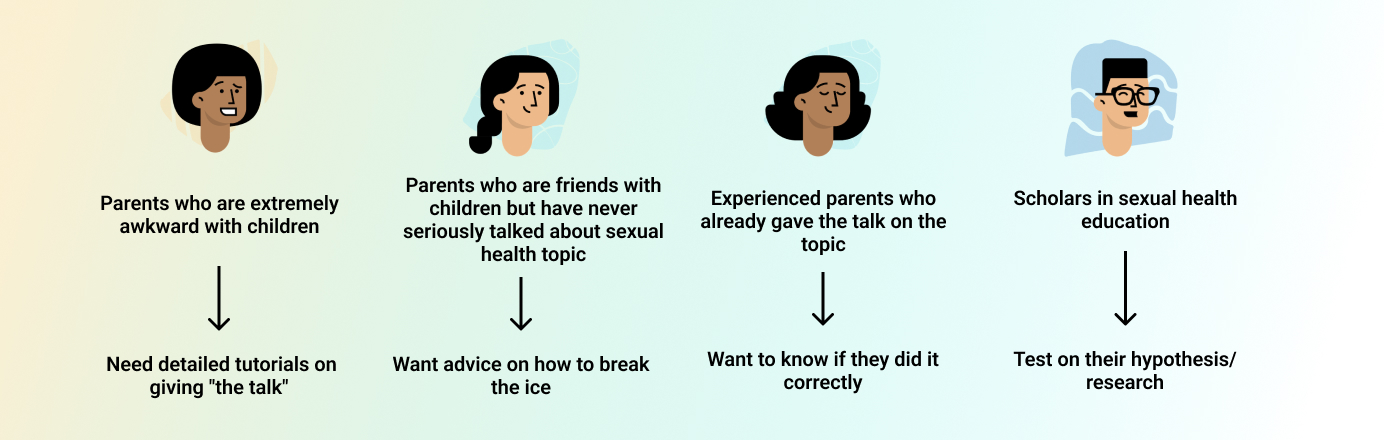 Parents who are extremely
awkward with children
Need detailed tutorials on
giving "the talk"
Parents who are friends with
children but have never
seriously talked about sexual
health topic
Want advice on how to break
the ice
Experienced parents who
already gave the talk on the
topic
Want to know if they did it
correctly
Scholars in sexual health
education
Test on their hypothesis/
research